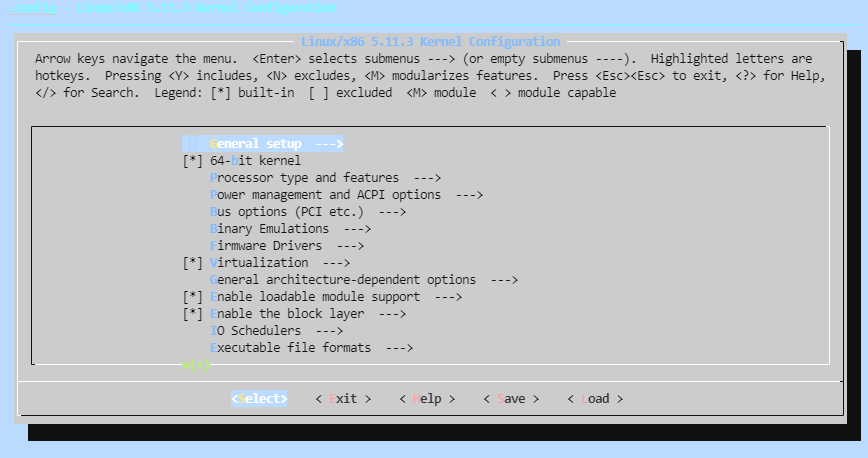 .config - Linux/x86 5.11.3 Kernel Configuration
Linux/x86 5.11.3 Kernel Configuration
Arrow keys navigate the menu.  <Enter> selects submenus ---> (or empty submenus ----).  Highlighted letters are
hotkeys.  Pressing <Y> includes, <N> excludes, <M> modularizes features.  Press <Esc><Esc> to exit, <?> for Help,
</> for Search.  Legend: [*] built-in  [ ] excluded  <M> module  < > module capable
General setup  --->
[*] 64-bit kernel
Processor type and features  --->
Power management and ACPI options  --->
Bus options (PCI etc.)  --->
Binary Emulations  --->
Firmware Drivers  --->
[*] Virtualization  --->
General architecture-dependent options  --->
[*] Enable loadable module support  --->
[*] Enable the block layer  --->
IO Schedulers  --->
Executable file formats  --->
<Select>    < Exit >    < Help >    < Save >    < Load >